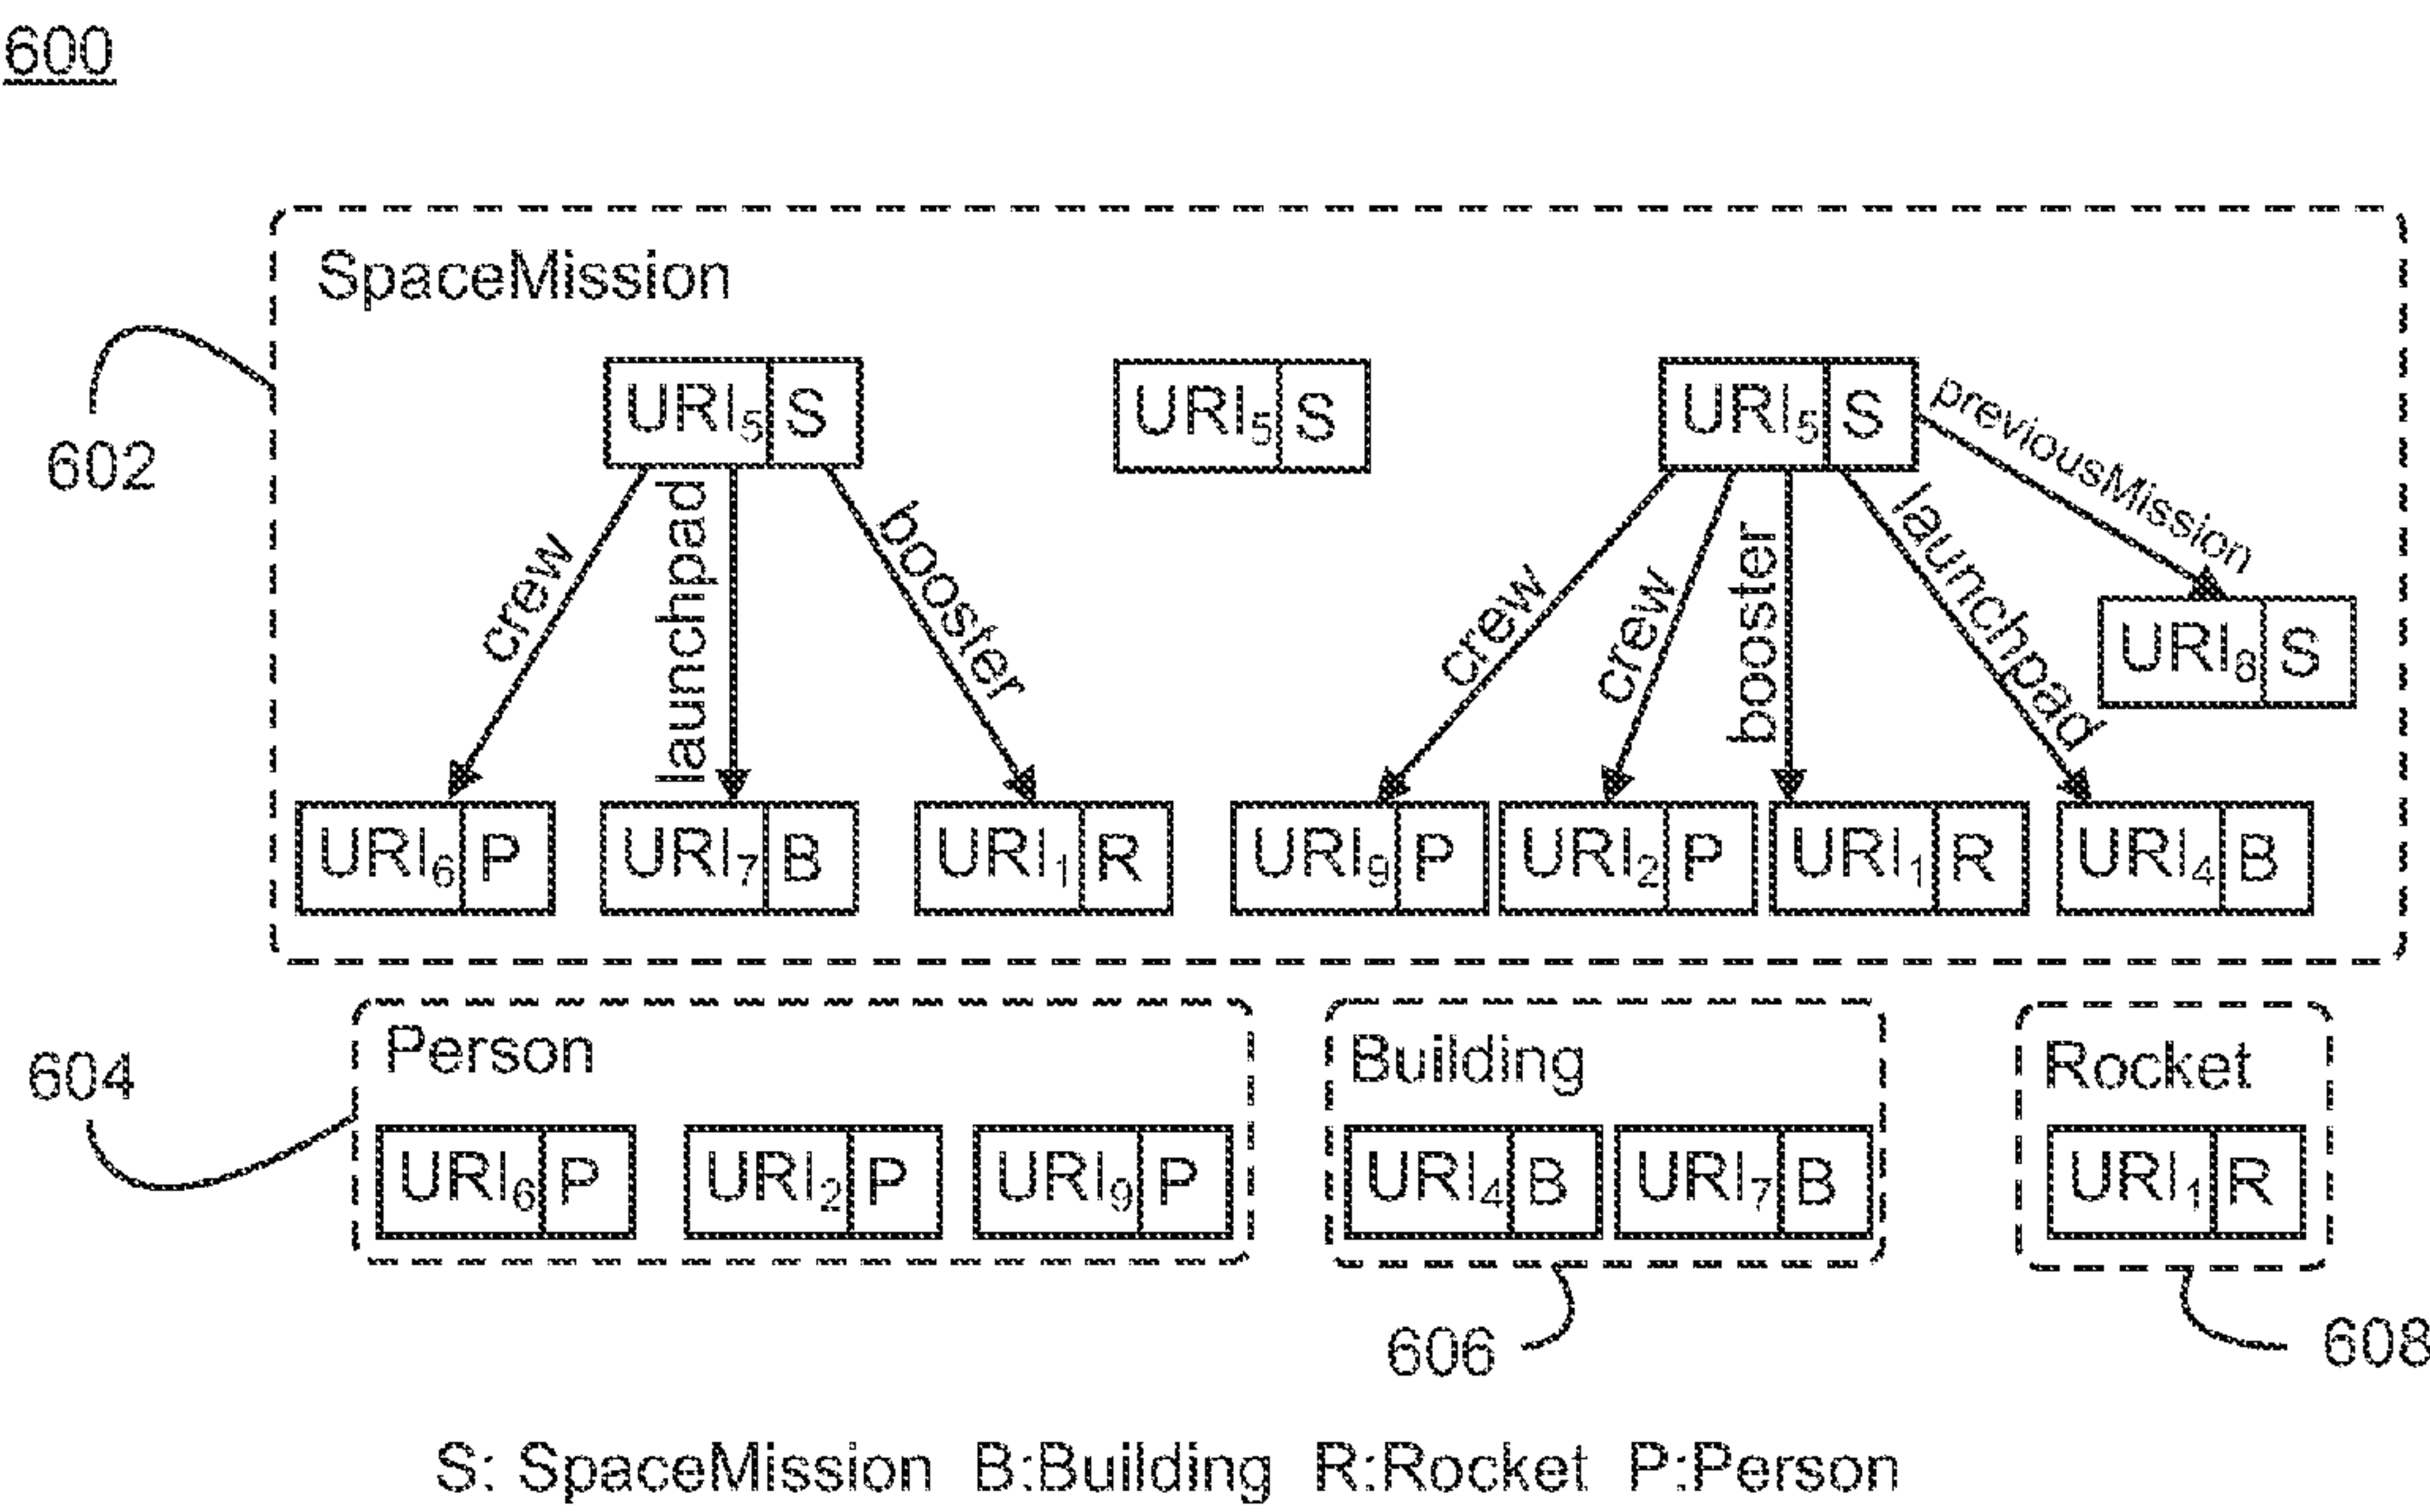 600
SpaceMission
URI₅ S URI₅ S URI₅ S
previousMission
602
crew launchpad booster crew crew booster launchpad
URI₈ S
URI₆ P URI₇ B URI₁ R URI₉ P URI₂ P URI₁ R URI₄ B
604
Person
URI₆ P URI₂ P URI₉ P
Building
URI₄ B URI₇ B
Rocket
URI₁ R
606
608
S: SpaceMission B:Building R:Rocket P:Person